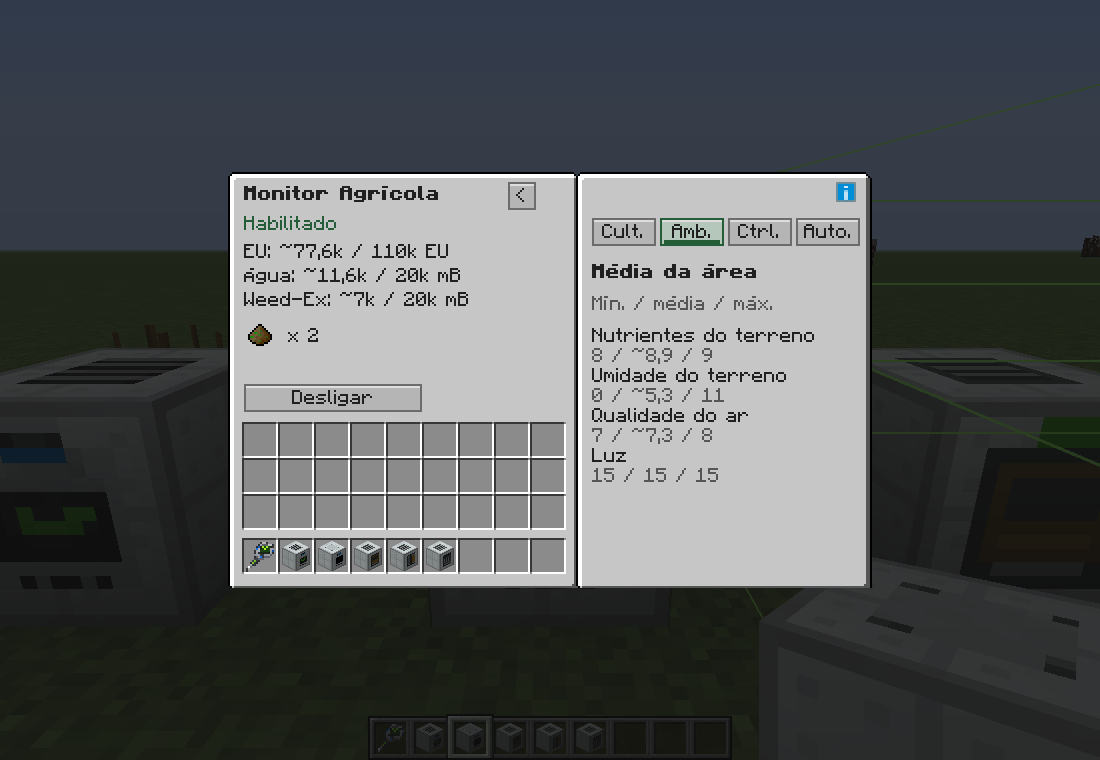 Monitor Agrícola
<
Habilitado
EU: ~77,6k / 110k EU
Água: ~11,6k / 20k mB
Weed-Ex: ~7k / 20k mB
x 2
Desligar
i
Cult. Amb. Ctrl. Auto.
Média da área
Min. / média / máx.
Nutrientes do terreno
8 / ~8,9 / 9
Umidade do terreno
0 / ~5,3 / 11
Qualidade do ar
7 / ~7,3 / 8
Luz
15 / 15 / 15